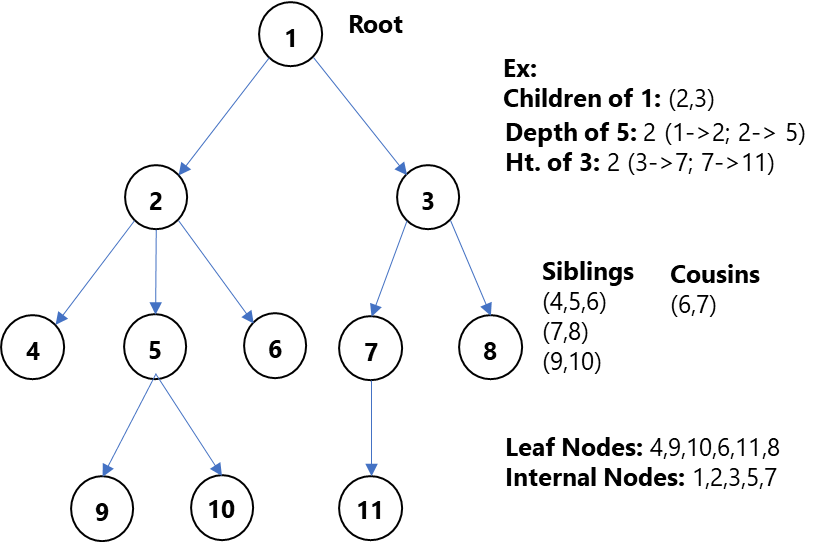 1
Root
Ex:
Children of 1: (2,3)
Depth of 5: 2 (1->2; 2-> 5)
Ht. of 3: 2 (3->7; 7->11)
2
3
Siblings
(4,5,6)
(7,8)
(9,10)
Cousins
(6,7)
4
5
6
7
8
Leaf Nodes: 4,9,10,6,11,8
Internal Nodes: 1,2,3,5,7
9
10
11